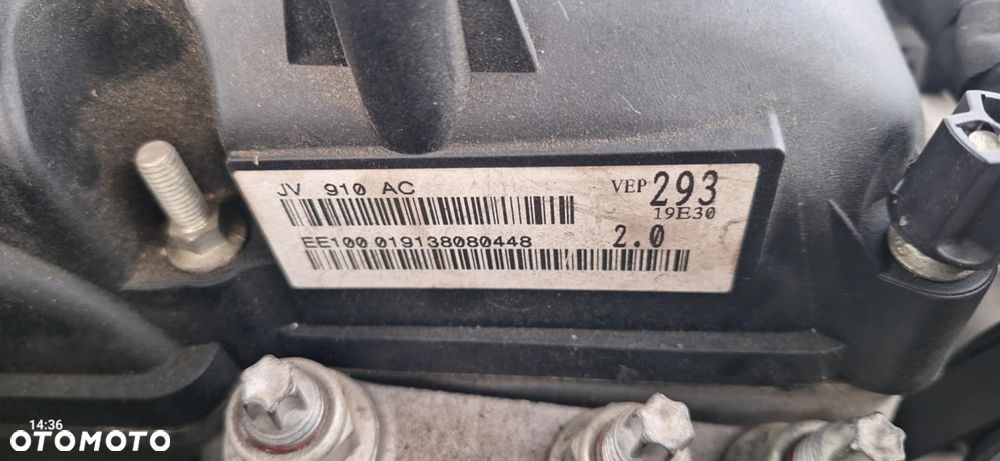 JV 910 AC
VEP 293
19E30
EE100 019138080448
2.0
14:36
OTOMOTO